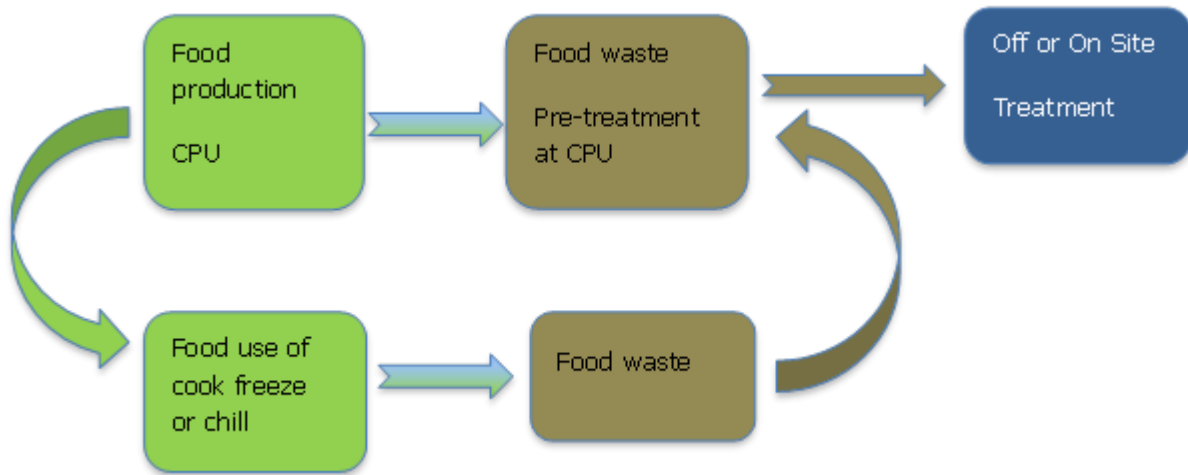 Food
production
CPU
Food waste
Pre-treatment
at CPU
Off or On Site
Treatment
Food use of
cook freeze
or chill
Food waste